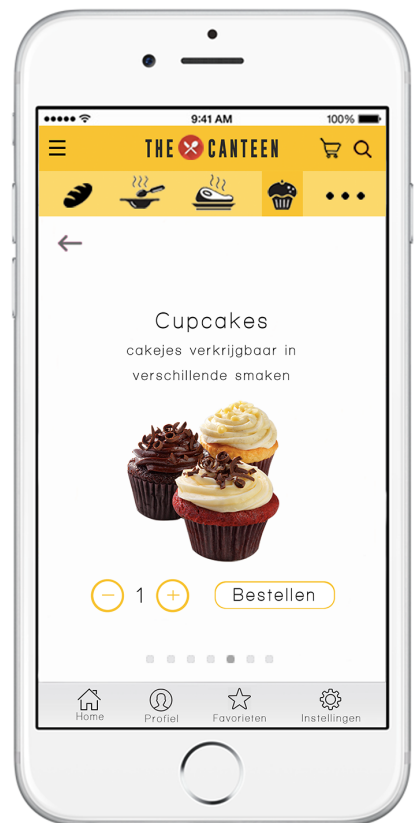 9:41 AM 100%
THE CANTEEN
Cupcakes
cakejes verkrijgbaar in
verschillende smaken
1 Bestellen
Home Profiel Favorieten Instellingen